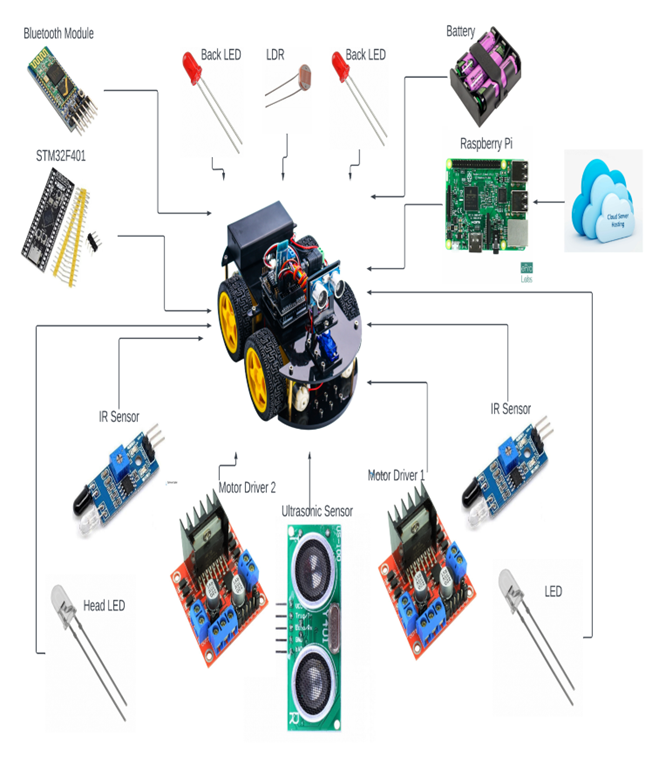 Bluetooth Module
Back LED
LDR
Back LED
Battery
STM32F401
Raspberry Pi
Cloud Server
Hosting
Labs
IR Sensor
IR Sensor
Motor Driver 2
Ultrasonic Sensor
Motor Driver 1
Head LED
LED
T
R